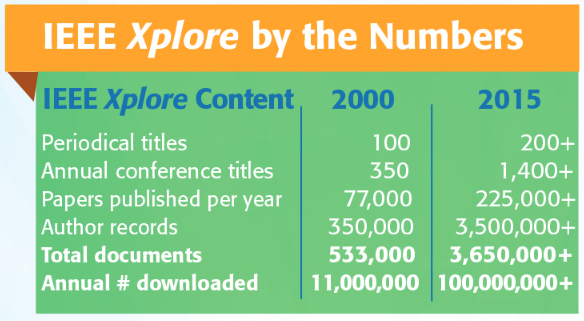 IEEE Xplore by the Numbers
IEEE Xplore Content 2000 2015
Periodical titles 100 200+
Annual conference titles 350 1,400+
Papers published per year 77,000 225,000+
Author records 350,000 3,500,000+
Total documents 533,000 3,650,000+
Annual # downloaded 11,000,000 100,000,000+